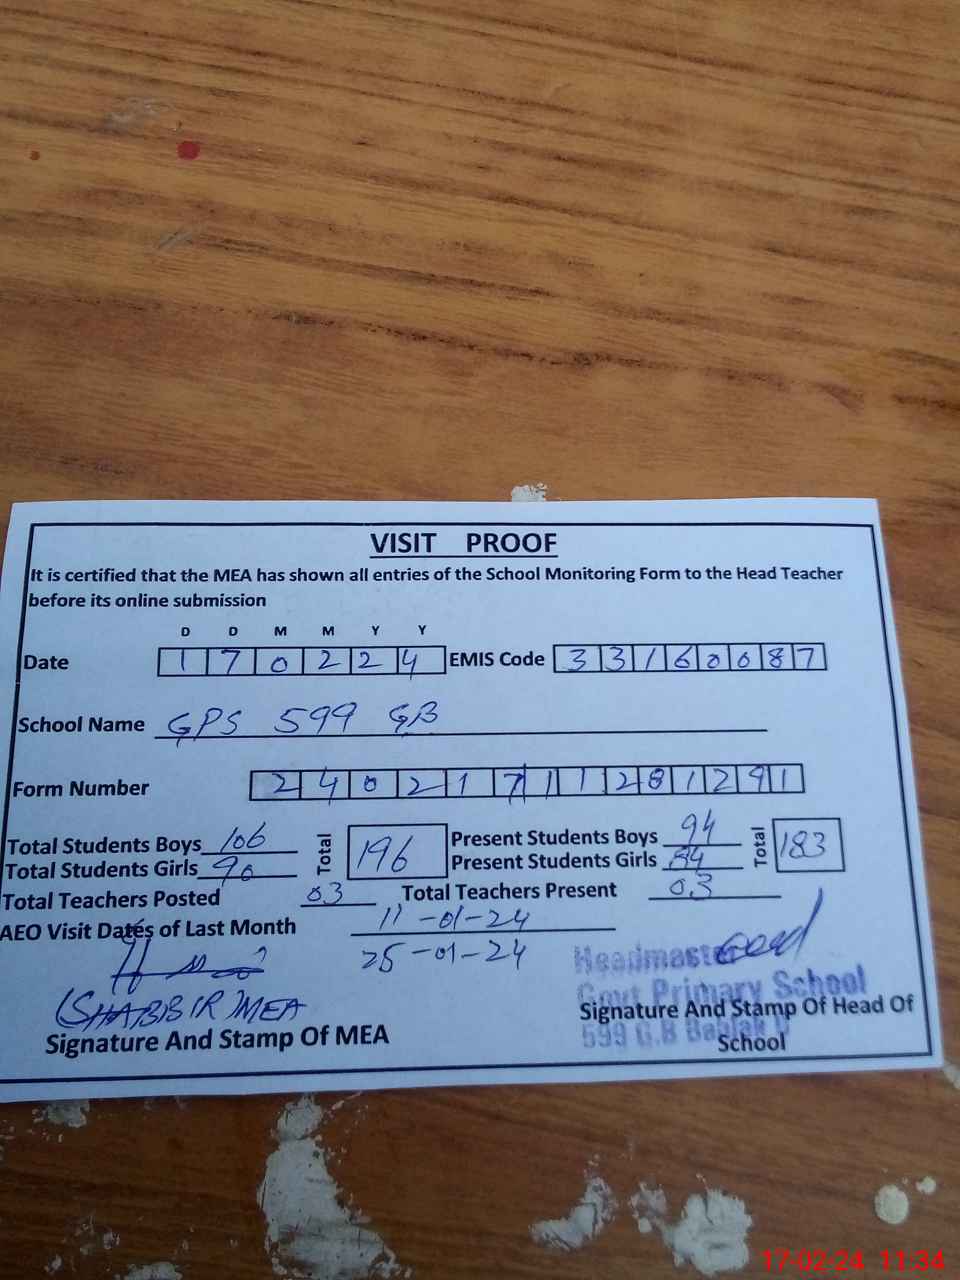 VISIT PROOF
It is certified that the MEA has shown all entries of the School Monitoring Form to the Head Teacher
before its online submission
D D M M Y Y
Date 1 7 0 2 2 4 EMIS Code 3 3 1 6 0 0 8 7
School Name GPS 599 GB
Form Number 2 4 0 2 1 7 1 1 2 8 1 2 9 1
Total Students Boys 106 Total 196 Present Students Boys 94 Total 183
Total Students Girls 90 Present Students Girls
Total Teachers Posted 03 Total Teachers Present 03
AEO Visit Dates of Last Month 11-01-24
25-01-24
Headmaster
(SHABBIR) MEA
Govt Primary School
Signature And Stamp Of MEA
Signature And Stamp Of Head Of
599 G.B
School
17-02-24 11:34